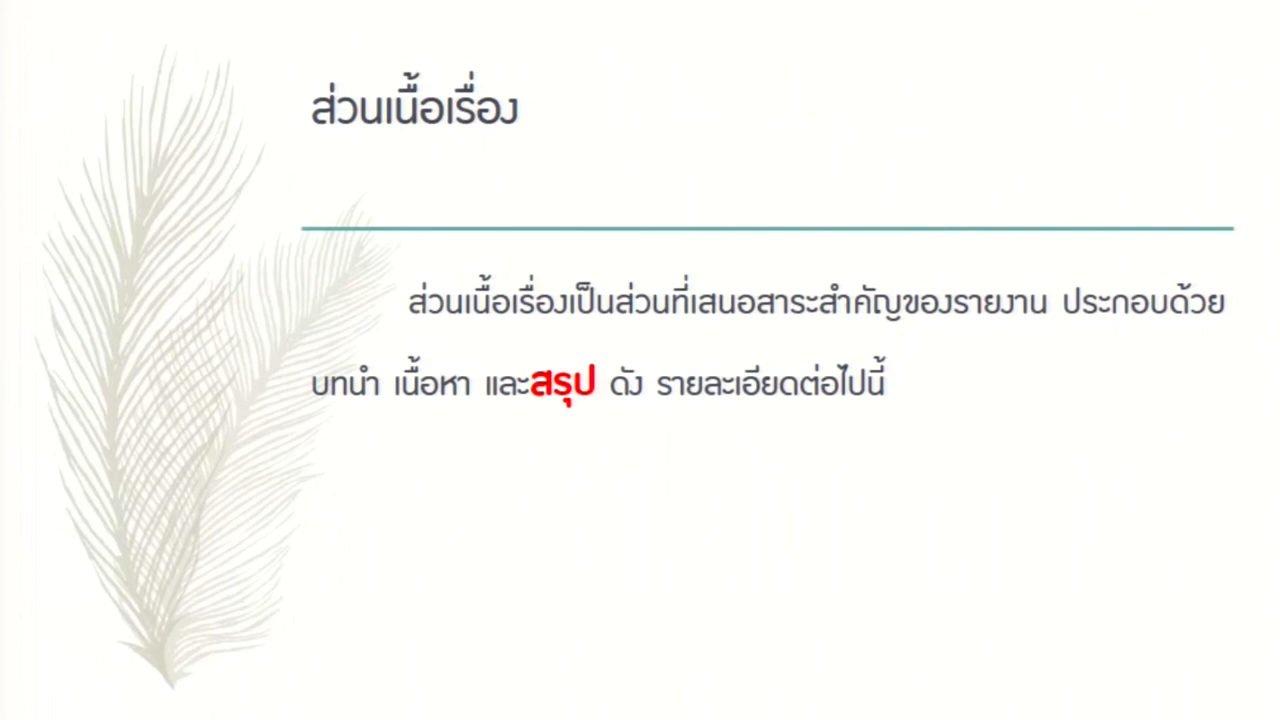 ส่วนเนื้อเรื่อง
ส่วนเนื้อเรื่องเป็นส่วนที่เสนอสาระสำคัญของรายงาน ประกอบด้วย
บทนำ เนื้อหา และสรุป ดัง รายละเอียดต่อไปนี้